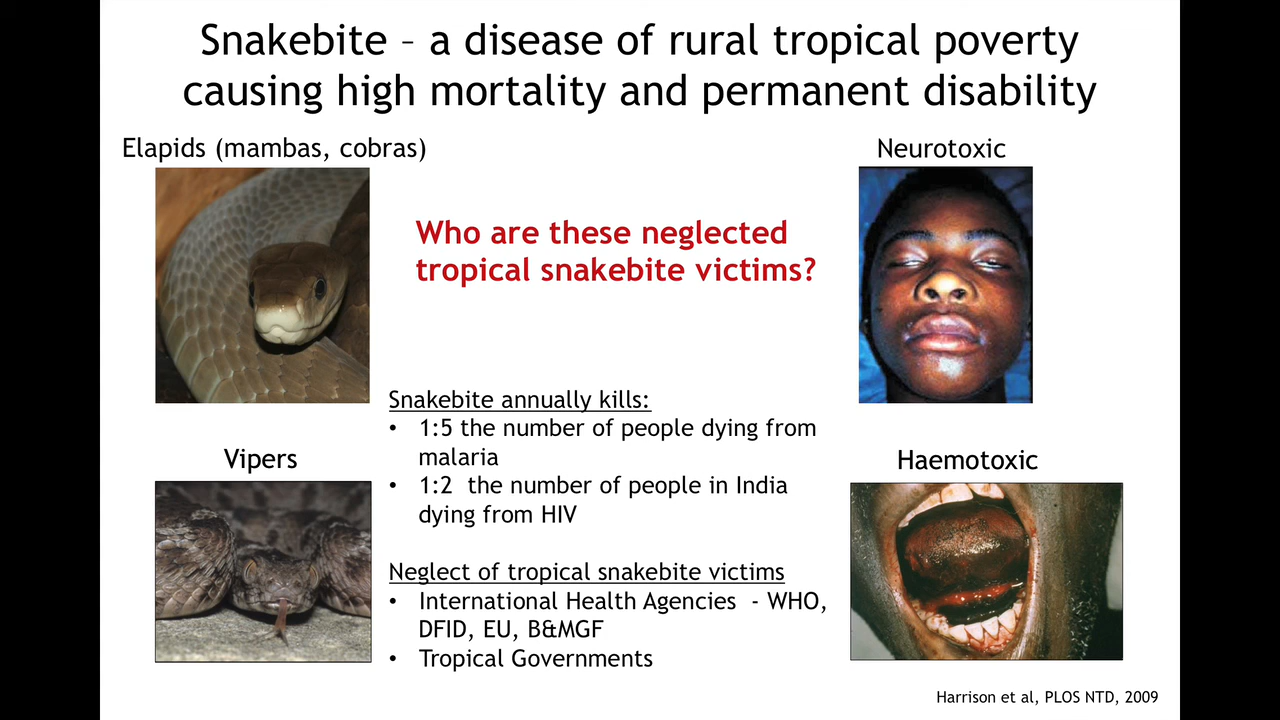 Snakebite – a disease of rural tropical poverty
causing high mortality and permanent disability
Elapids (mambas, cobras)
Neurotoxic
Who are these neglected
tropical snakebite victims?
Snakebite annually kills:
• 1:5 the number of people dying from
malaria
• 1:2  the number of people in India
dying from HIV
Vipers
Haemotoxic
Neglect of tropical snakebite victims
• International Health Agencies  - WHO,
DFID, EU, B&MGF
• Tropical Governments
Harrison et al, PLOS NTD, 2009